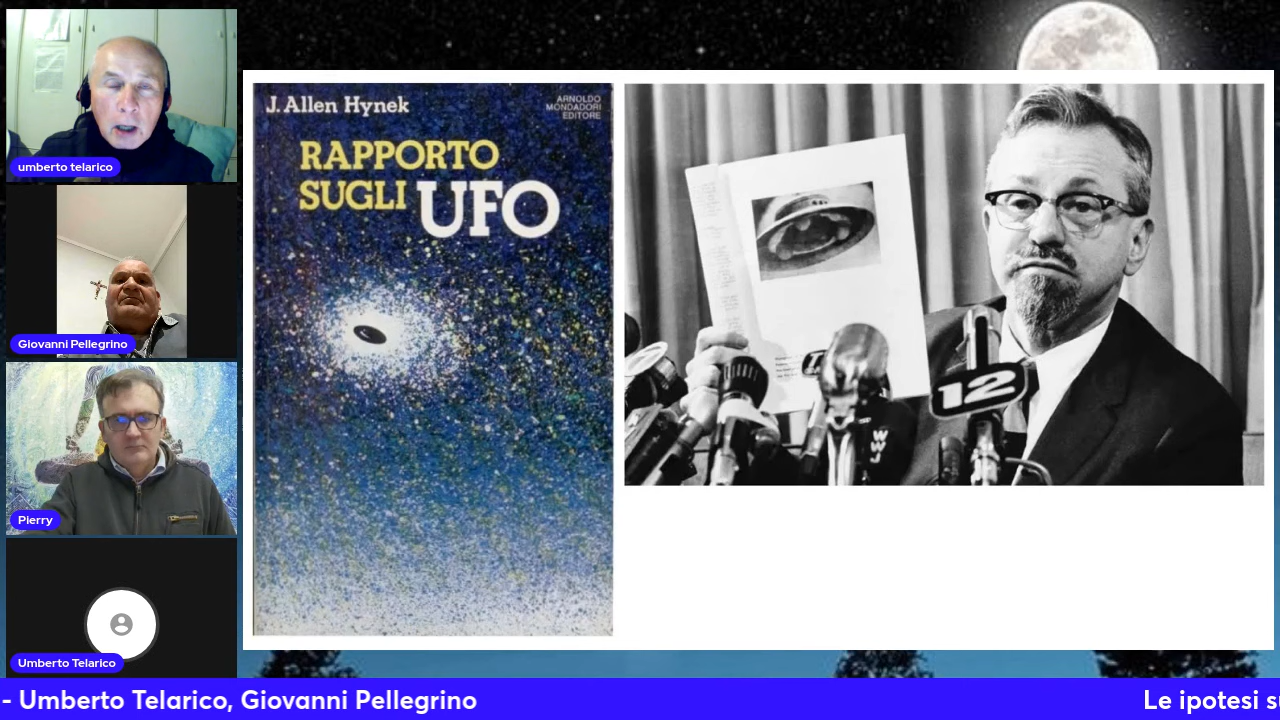 umberto telarico
Giovanni Pellegrino
Pierry
Umberto Telarico
J. Allen Hynek
ARNOLDO
MONDADORI
EDITORE
RAPPORTO
SUGLI UFO
12
WWJ
- Umberto Telarico, Giovanni Pellegrino
Le ipotesi